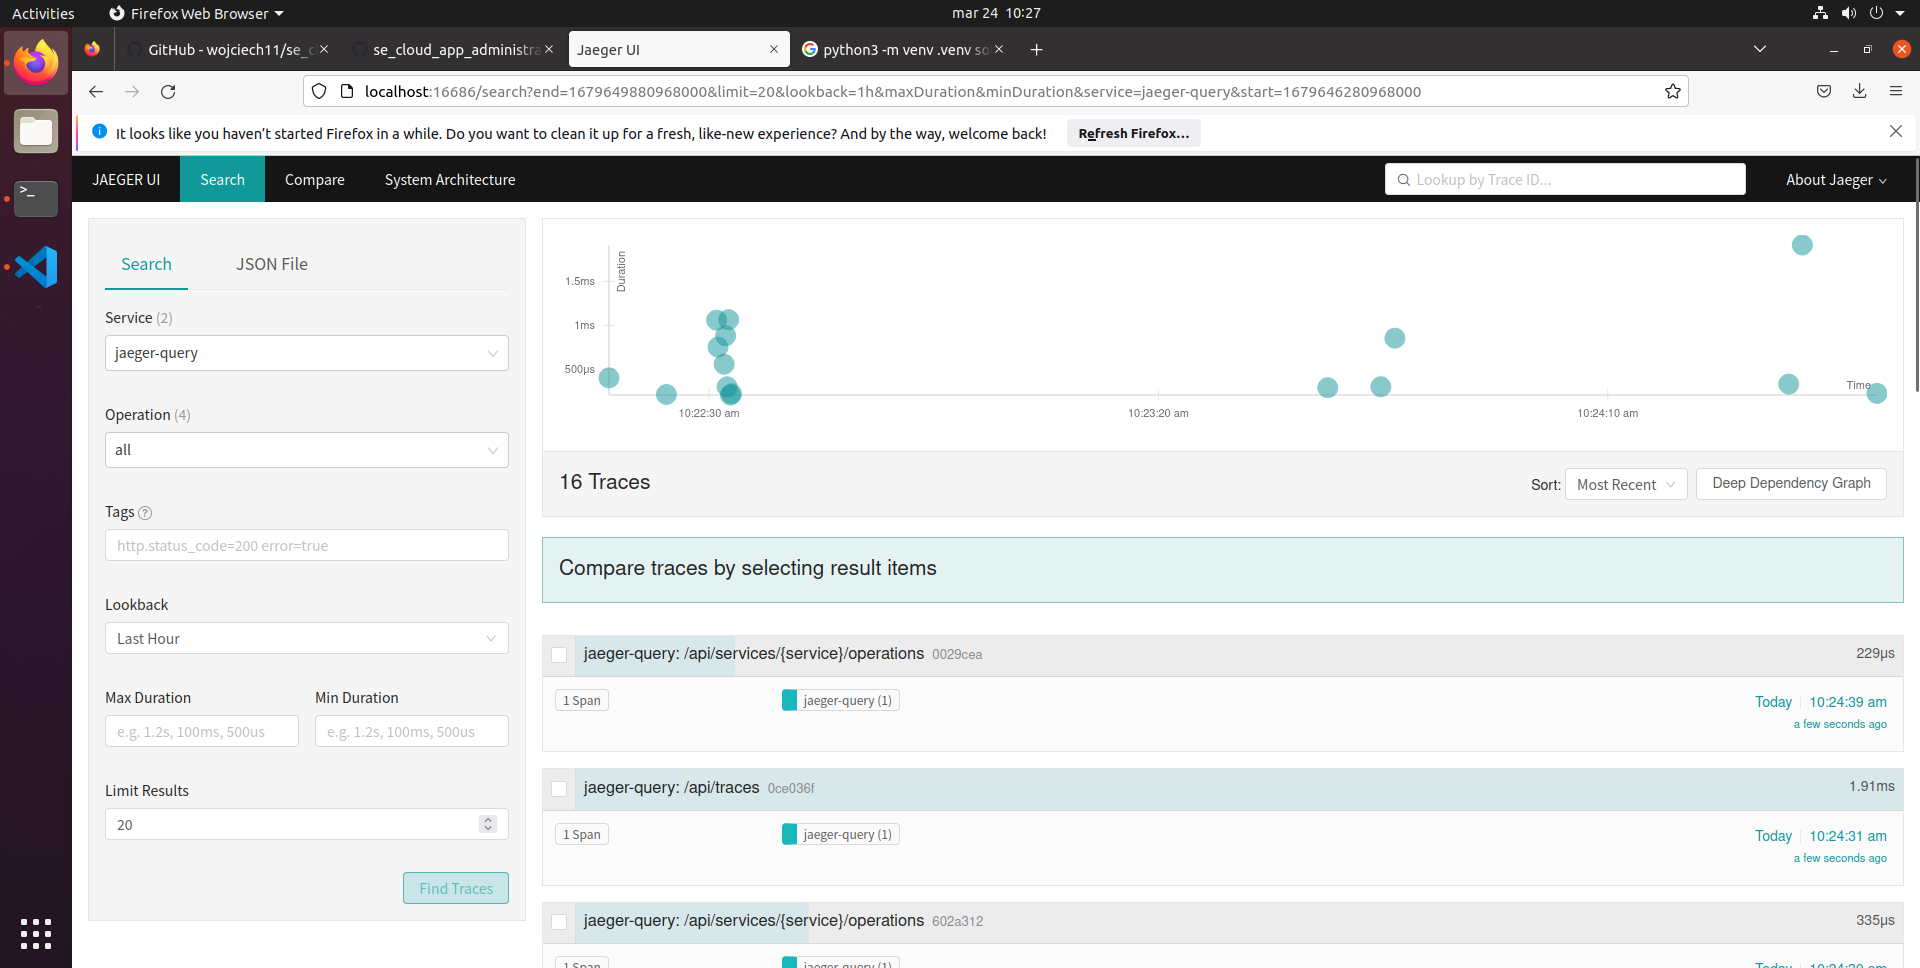 Activities
Firefox Web Browser
mar 24 10:27
GitHub - wojciech11/se_c
se_cloud_app_administra
Jaeger UI
python3 -m venv .venv so
localhost:16686/search?end=1679649880968000&limit=20&lookback=1h&maxDuration&minDuration&service=jaeger-query&start=1679646280968000
It looks like you haven’t started Firefox in a while. Do you want to clean it up for a fresh, like-new experience? And by the way, welcome back!
Refresh Firefox…
JAEGER UI
Search
Compare
System Architecture
Lookup by Trace ID...
About Jaeger
Search
JSON File
Service (2)
jaeger-query
Operation (4)
all
Tags
http.status_code=200 error=true
Lookback
Last Hour
Max Duration
Min Duration
e.g. 1.2s, 100ms, 500us
e.g. 1.2s, 100ms, 500us
Limit Results
20
Find Traces
Duration
1.5ms
1ms
500μs
Time
10:22:30 am
10:23:20 am
10:24:10 am
16 Traces
Sort:
Most Recent
Deep Dependency Graph
Compare traces by selecting result items
jaeger-query: /api/services/{service}/operations 0029cea
229μs
1 Span
jaeger-query (1)
Today
10:24:39 am
a few seconds ago
jaeger-query: /api/traces 0ce036f
1.91ms
1 Span
jaeger-query (1)
Today
10:24:31 am
a few seconds ago
jaeger-query: /api/services/{service}/operations 602a312
335μs
1 Span
jaeger-query (1)
Today
10:24:30 am